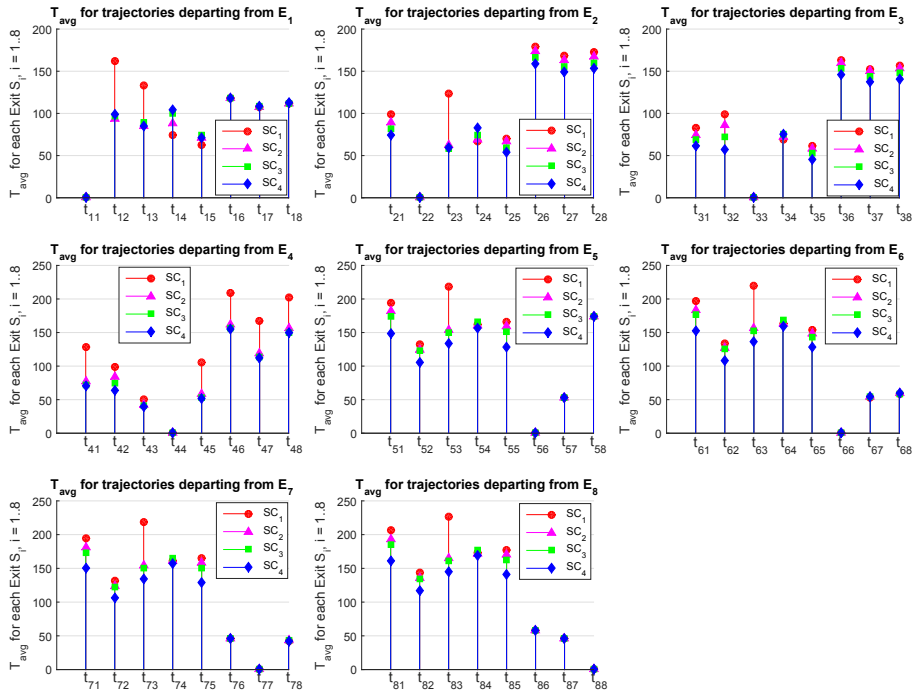 T_avg for trajectories departing from E_1
T_avg for each Exit S_i, i = 1..8
200
150
100
50
0
t_11 t_12 t_13 t_14 t_15 t_16 t_17 t_18
SC_1
SC_2
SC_3
SC_4
T_avg for trajectories departing from E_2
T_avg for each Exit S_i, i = 1..8
200
150
100
50
0
t_21 t_22 t_23 t_24 t_25 t_26 t_27 t_28
SC_1
SC_2
SC_3
SC_4
T_avg for trajectories departing from E_3
T_avg for each Exit S_i, i = 1..8
200
150
100
50
0
t_31 t_32 t_33 t_34 t_35 t_36 t_37 t_38
SC_1
SC_2
SC_3
SC_4
T_avg for trajectories departing from E_4
T_avg for each Exit S_i, i = 1..8
250
200
150
100
50
0
t_41 t_42 t_43 t_44 t_45 t_46 t_47 t_48
SC_1
SC_2
SC_3
SC_4
T_avg for trajectories departing from E_5
T_avg for each Exit S_i, i = 1..8
250
200
150
100
50
0
t_51 t_52 t_53 t_54 t_55 t_56 t_57 t_58
SC_1
SC_2
SC_3
SC_4
T_avg for trajectories departing from E_6
T_avg for each Exit S_i, i = 1..8
250
200
150
100
50
0
t_61 t_62 t_63 t_64 t_65 t_66 t_67 t_68
SC_1
SC_2
SC_3
SC_4
T_avg for trajectories departing from E_7
T_avg for each Exit S_i, i = 1..8
250
200
150
100
50
0
t_71 t_72 t_73 t_74 t_75 t_76 t_77 t_78
SC_1
SC_2
SC_3
SC_4
T_avg for trajectories departing from E_8
T_avg for each Exit S_i, i = 1..8
250
200
150
100
50
0
t_81 t_82 t_83 t_84 t_85 t_86 t_87 t_88
SC_1
SC_2
SC_3
SC_4